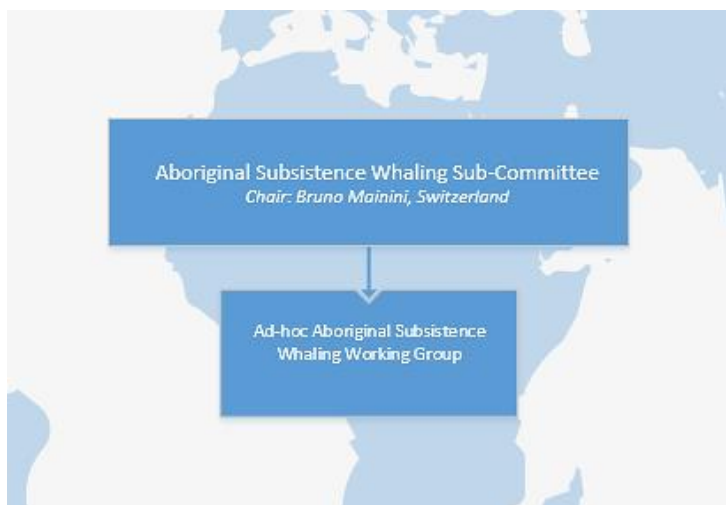 Aboriginal Subsistence Whaling Sub-Committee
Chair: Bruno Mainini, Switzerland
Ad-hoc Aboriginal Subsistence
Whaling Working Group